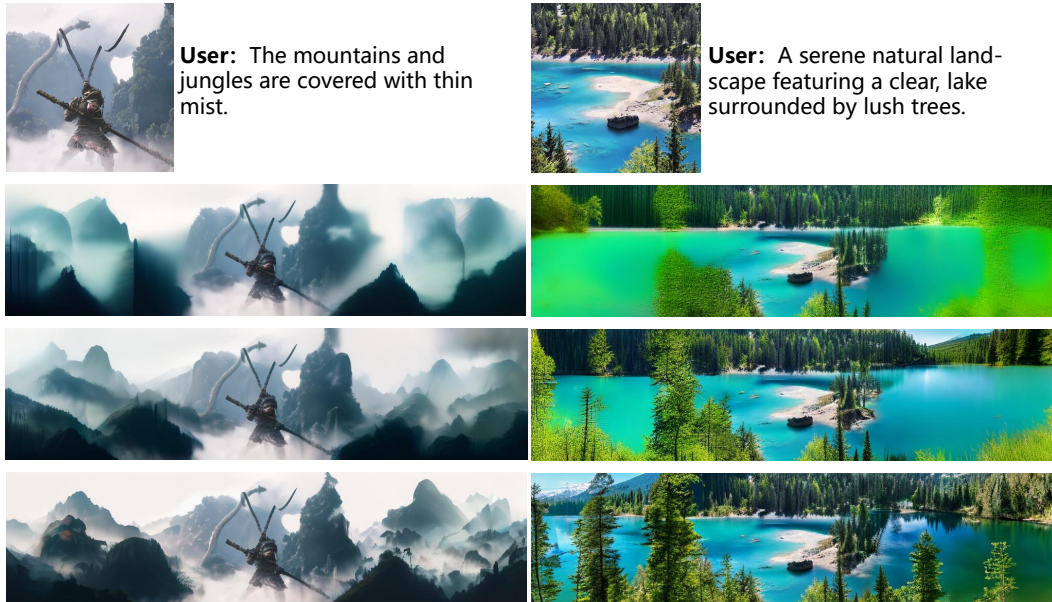 User: The mountains and
jungles are covered with thin
mist.
User: A serene natural land-
scape featuring a clear, lake
surrounded by lush trees.